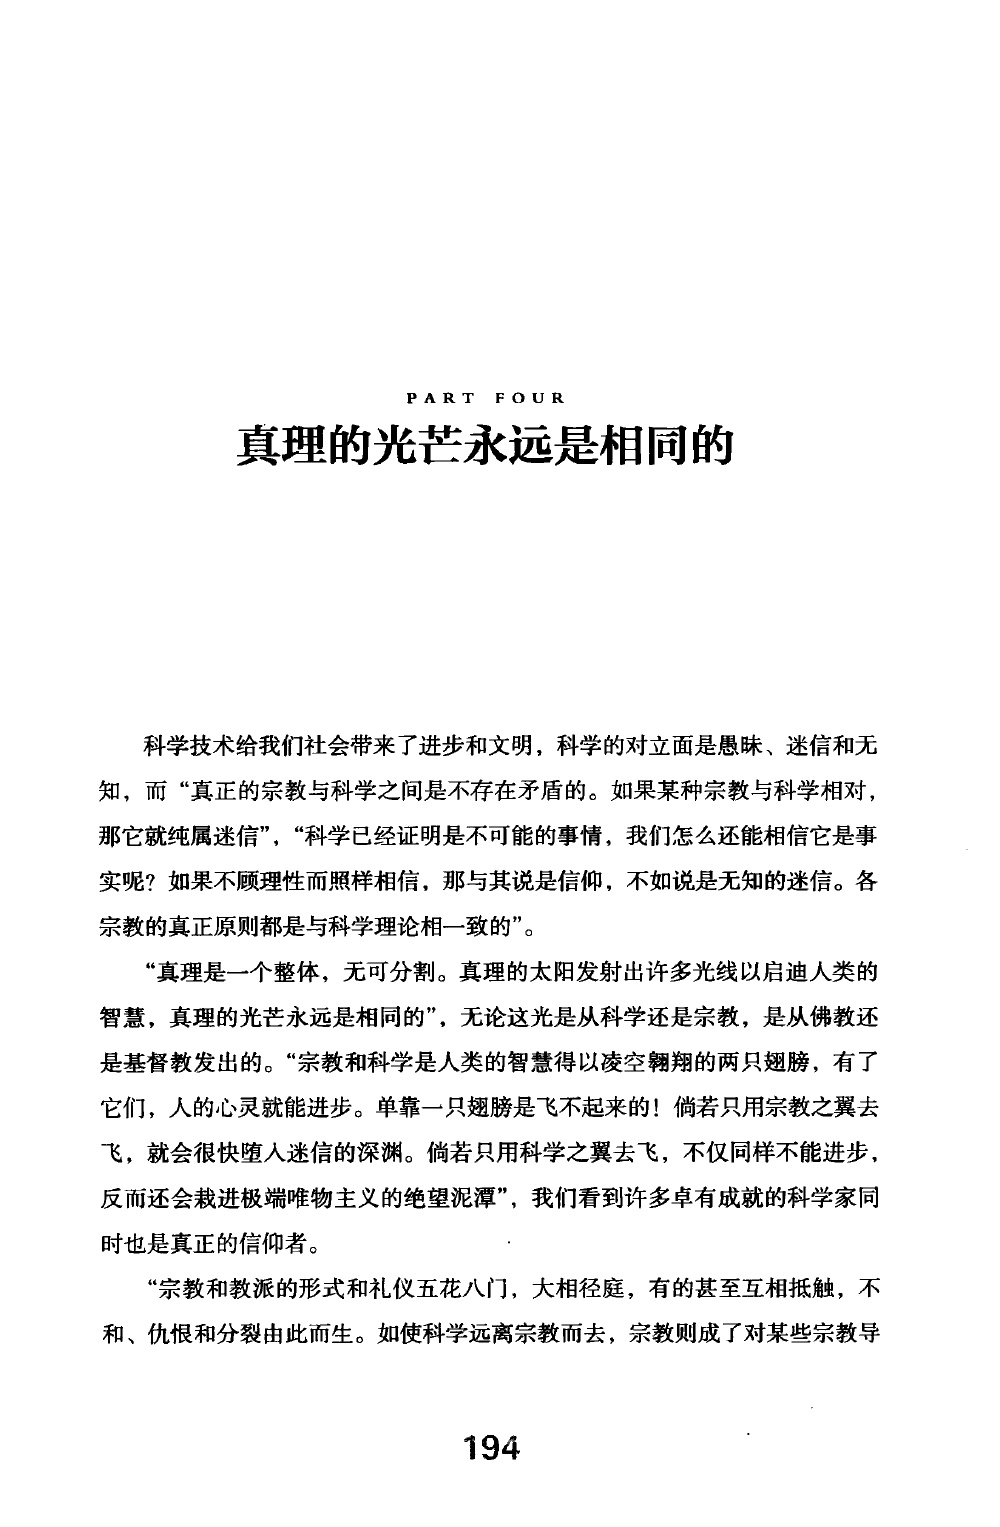 PART FOUR
真理的光芒永远是相同的
科学技术给我们社会带来了进步和文明，科学的对立面是愚昧、迷信和无
知，而“真正的宗教与科学之间是不存在矛盾的。如果某种宗教与科学相对，
那它就纯属迷信”，“科学已经证明是不可能的事情，我们怎么还能相信它是事
实呢？如果不顾理性而照样相信，那与其说是信仰，不如说是无知的迷信。各
宗教的真正原则都是与科学理论相一致的”。
“真理是一个整体，无可分割。真理的太阳发射出许多光线以启迪人类的
智慧，真理的光芒永远是相同的”，无论这光是从科学还是宗教，是从佛教还
是基督教发出的。“宗教和科学是人类的智慧得以凌空翱翔的两只翅膀，有了
它们，人的心灵就能进步。单靠一只翅膀是飞不起来的！倘若只用宗教之翼去
飞，就会很快堕入迷信的深渊。倘若只用科学之翼去飞，不仅同样不能进步，
反而还会栽进极端唯物主义的绝望泥潭”，我们看到许多卓有成就的科学家同
时也是真正的信仰者。
“宗教和教派的形式和礼仪五花八门，大相径庭，有的甚至互相抵触，不
和、仇恨和分裂由此而生。如使科学远离宗教而去，宗教则成了对某些宗教导
194